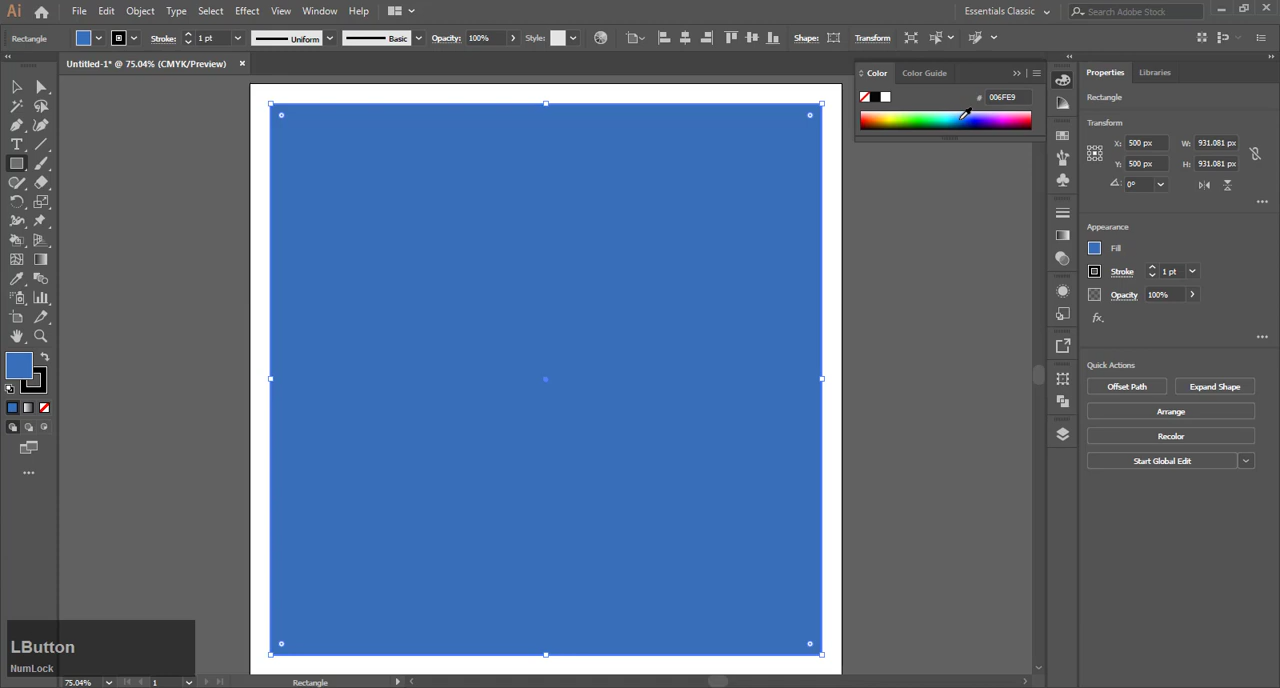 Ai File Edit Object Type Select Effect View Window Help Essentials Classic Search Adobe Stock
Rectangle Stroke: 1 pt Uniform Basic Opacity: 100% Style: Shape: Transform
Untitled-1* @ 75.04% (CMYK/Preview)
Color Color Guide
# 006FE9
Properties Libraries
Rectangle
Transform
X: 500 px W: 931.081 px
Y: 500 px H: 931.081 px
0°
Appearance
Fill
Stroke 1 pt
Opacity 100%
fx.
Quick Actions
Offset Path Expand Shape
Arrange
Recolor
Start Global Edit
LButton
NumLock
75.04% 1 Rectangle